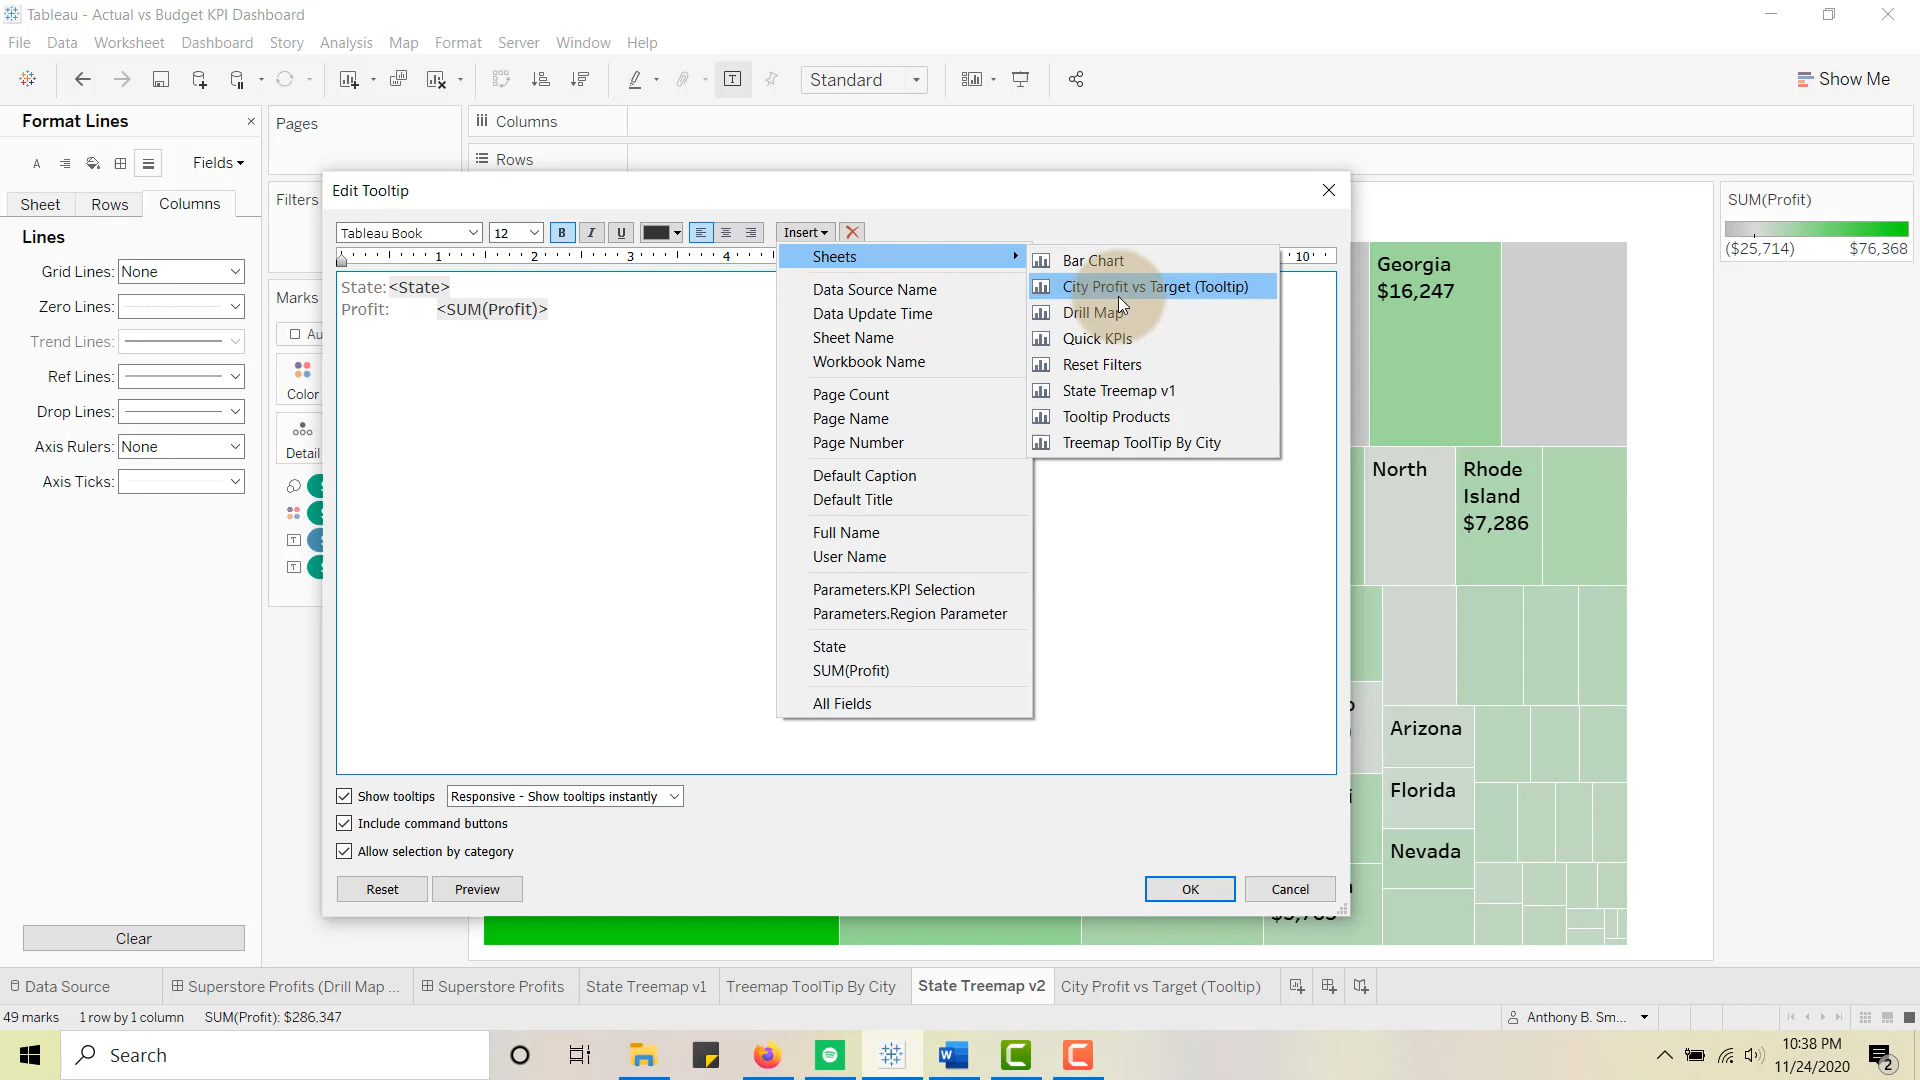 Tableau - Actual vs Budget KPI Dashboard
File Data Worksheet Dashboard Story Analysis Map Format Server Window Help
Standard
Show Me
Format Lines
Fields
Sheet Rows Columns
Lines
Grid Lines: None
Zero Lines:
Trend Lines:
Ref Lines:
Drop Lines:
Axis Rulers: None
Axis Ticks:
Clear
Pages
Filters
Marks
Color
Detail
Columns
Rows
Edit Tooltip
Tableau Book 12 B I U Insert
1 2 3 4 10
State: <State>
Profit: <SUM(Profit)>
Sheets
Data Source Name
Data Update Time
Sheet Name
Workbook Name
Page Count
Page Name
Page Number
Default Caption
Default Title
Full Name
User Name
Parameters.KPI Selection
Parameters.Region Parameter
State
SUM(Profit)
All Fields
Bar Chart
City Profit vs Target (Tooltip)
Drill Map
Quick KPIs
Reset Filters
State Treemap v1
Tooltip Products
Treemap ToolTip By City
Show tooltips Responsive - Show tooltips instantly
Include command buttons
Allow selection by category
Reset Preview OK Cancel
Georgia
$16,247
North
Rhode
Island
$7,286
Arizona
Florida
Nevada
SUM(Profit)
($25,714) $76,368
Data Source Superstore Profits (Drill Map ... Superstore Profits State Treemap v1 Treemap ToolTip By City State Treemap v2 City Profit vs Target (Tooltip)
49 marks 1 row by 1 column SUM(Profit): $286,347 Anthony B. Sm...
Search
10:38 PM
11/24/2020
2